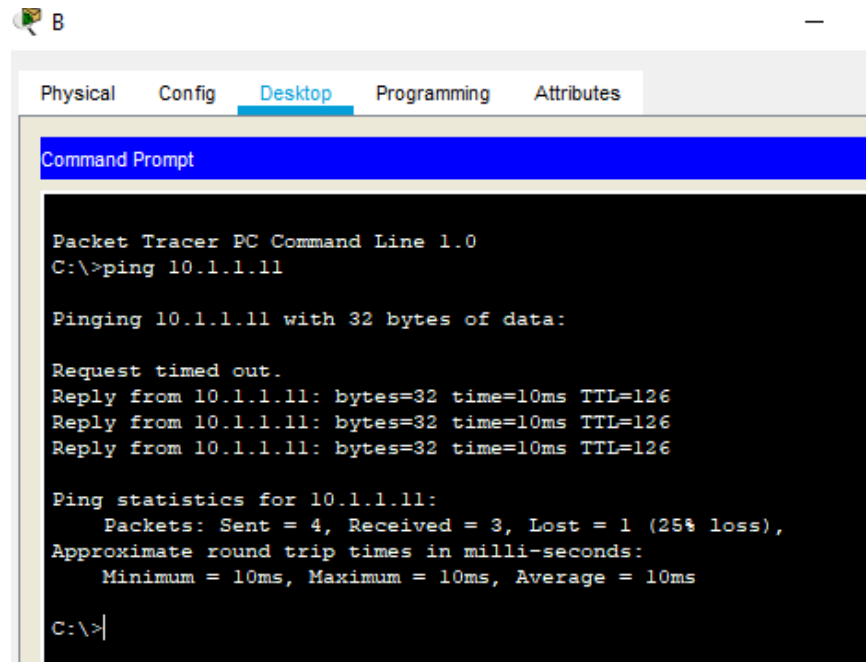 B
Physical Config Desktop Programming Attributes
Command Prompt
Packet Tracer PC Command Line 1.0
C:\>ping 10.1.1.11
Pinging 10.1.1.11 with 32 bytes of data:
Request timed out.
Reply from 10.1.1.11: bytes=32 time=10ms TTL=126
Reply from 10.1.1.11: bytes=32 time=10ms TTL=126
Reply from 10.1.1.11: bytes=32 time=10ms TTL=126
Ping statistics for 10.1.1.11:
Packets: Sent = 4, Received = 3, Lost = 1 (25% loss),
Approximate round trip times in milli-seconds:
Minimum = 10ms, Maximum = 10ms, Average = 10ms
C:\>